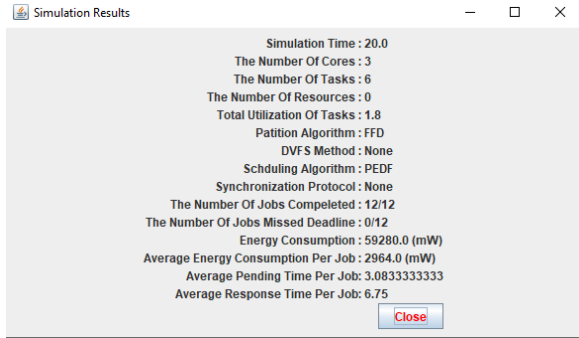 Simulation Results
Simulation Time : 20.0
The Number Of Cores : 3
The Number Of Tasks : 6
The Number Of Resources : 0
Total Utilization Of Tasks : 1.8
Patition Algorithm : FFD
DVFS Method : None
Schduling Algorithm : PEDF
Synchronization Protocol : None
The Number Of Jobs Compeleted : 12/12
The Number Of Jobs Missed Deadline : 0/12
Energy Consumption : 59280.0 (mW)
Average Energy Consumption Per Job : 2964.0 (mW)
Average Pending Time Per Job: 3.0833333333
Average Response Time Per Job: 6.75
Close